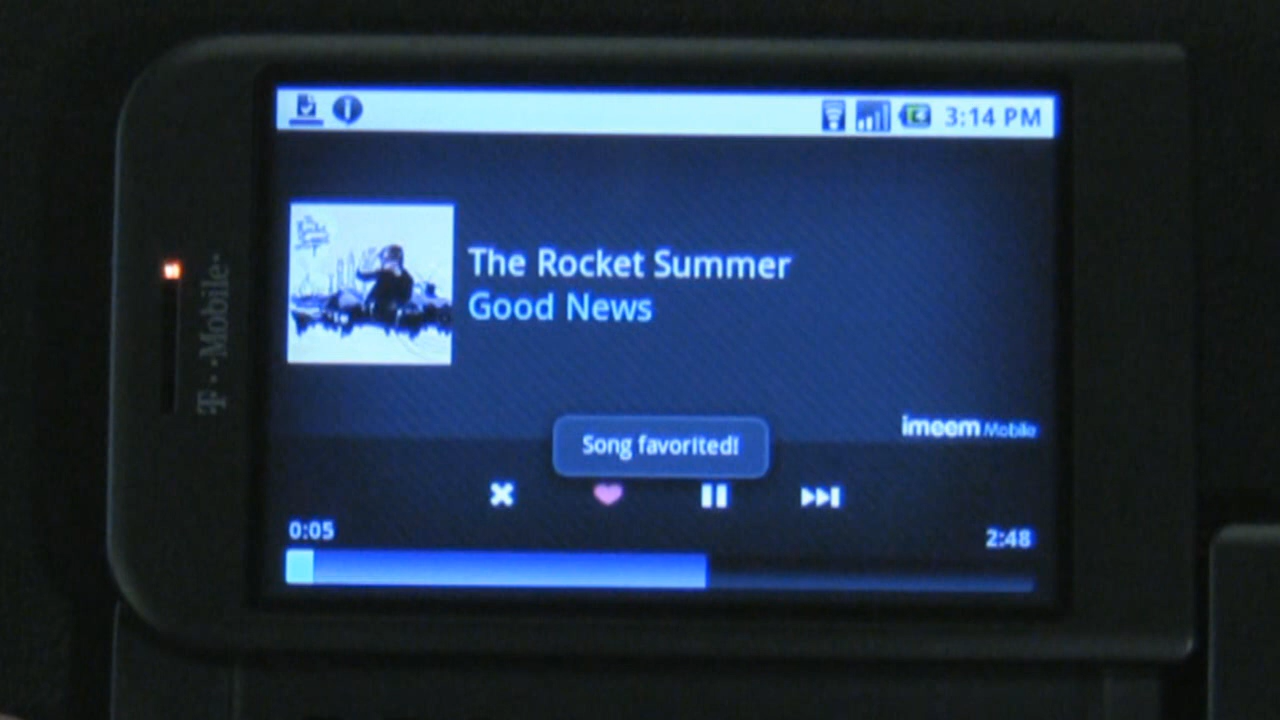 3:14 PM
The Rocket Summer
Good News
T··Mobile·
imeem Mobile
Song favorited!
0:05
2:48